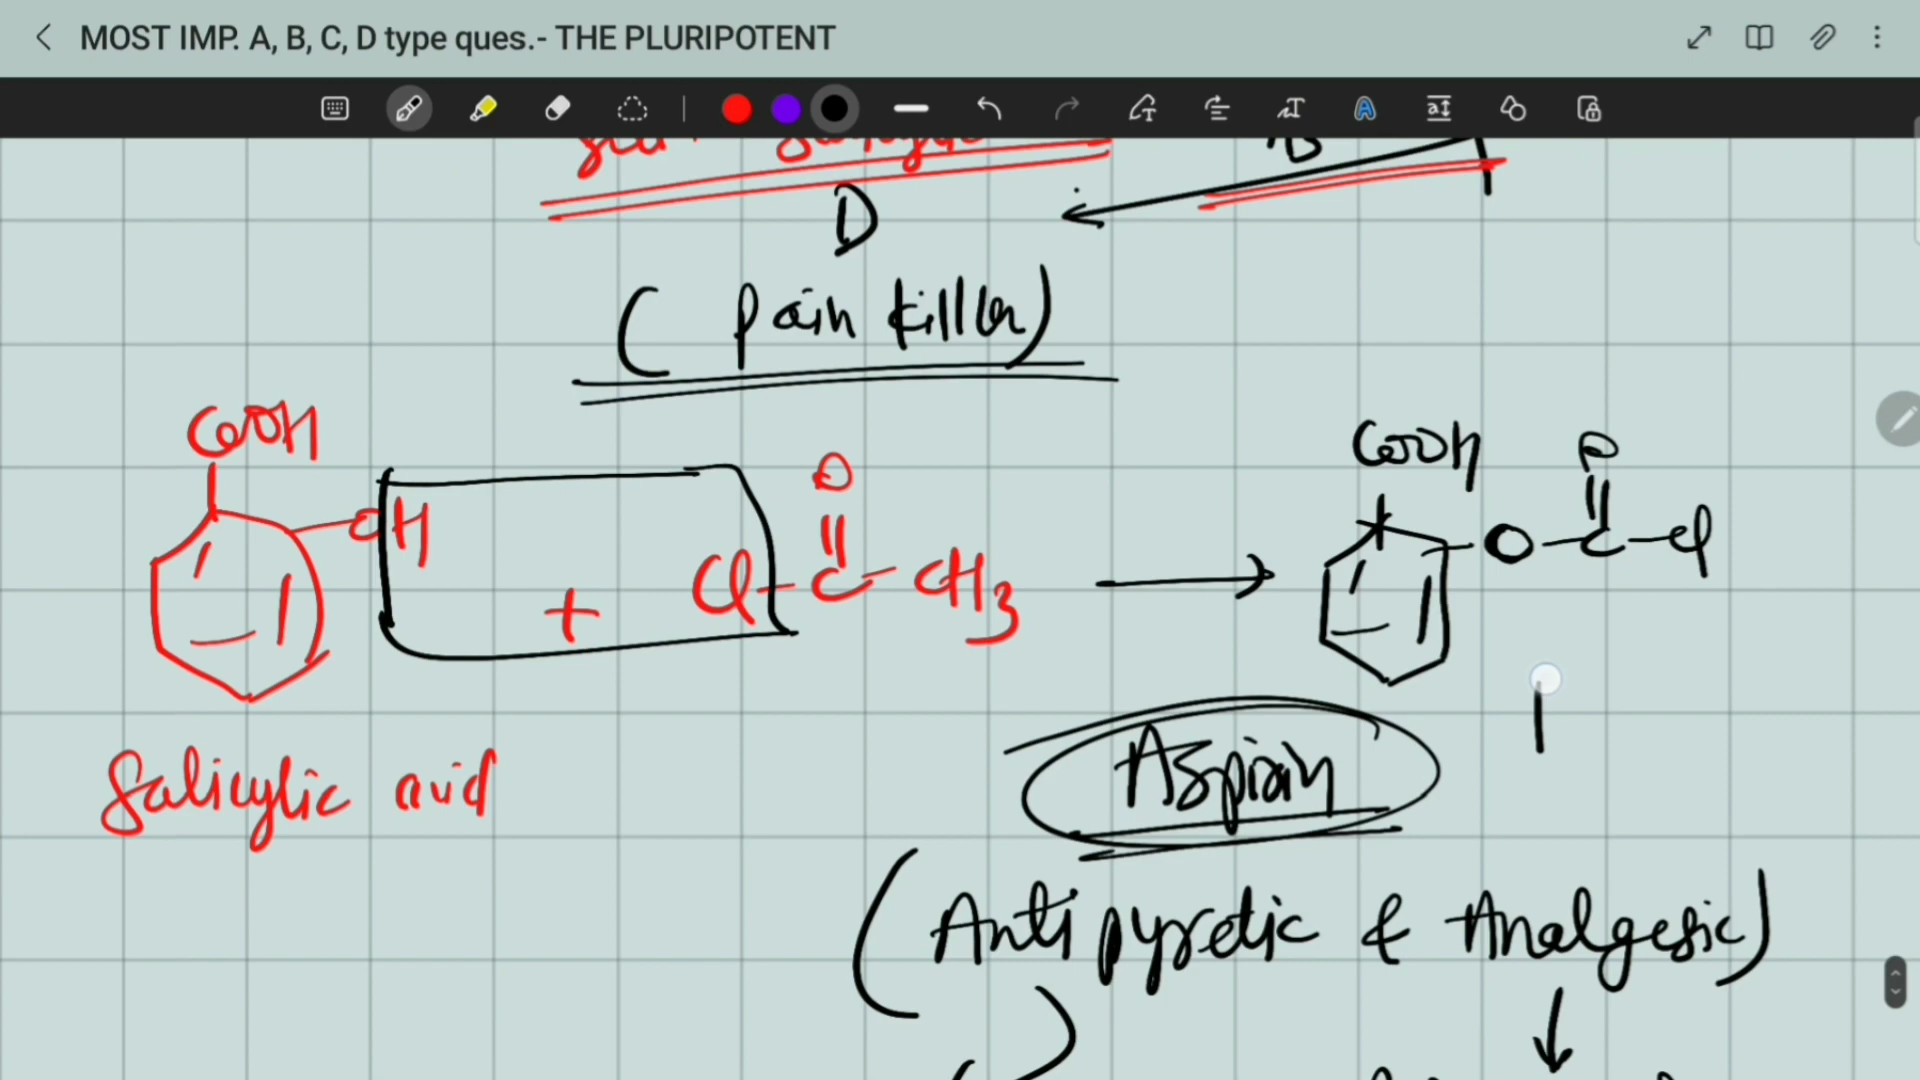 MOST IMP. A, B, C, D type ques.- THE PLURIPOTENT
B
D
( Pain killer)
COOH
OH + Cl-C-CH3
O
COOH O
O-C-Cl
Salicylic acid
Aspirin
(Antipyretic & Analgesic)